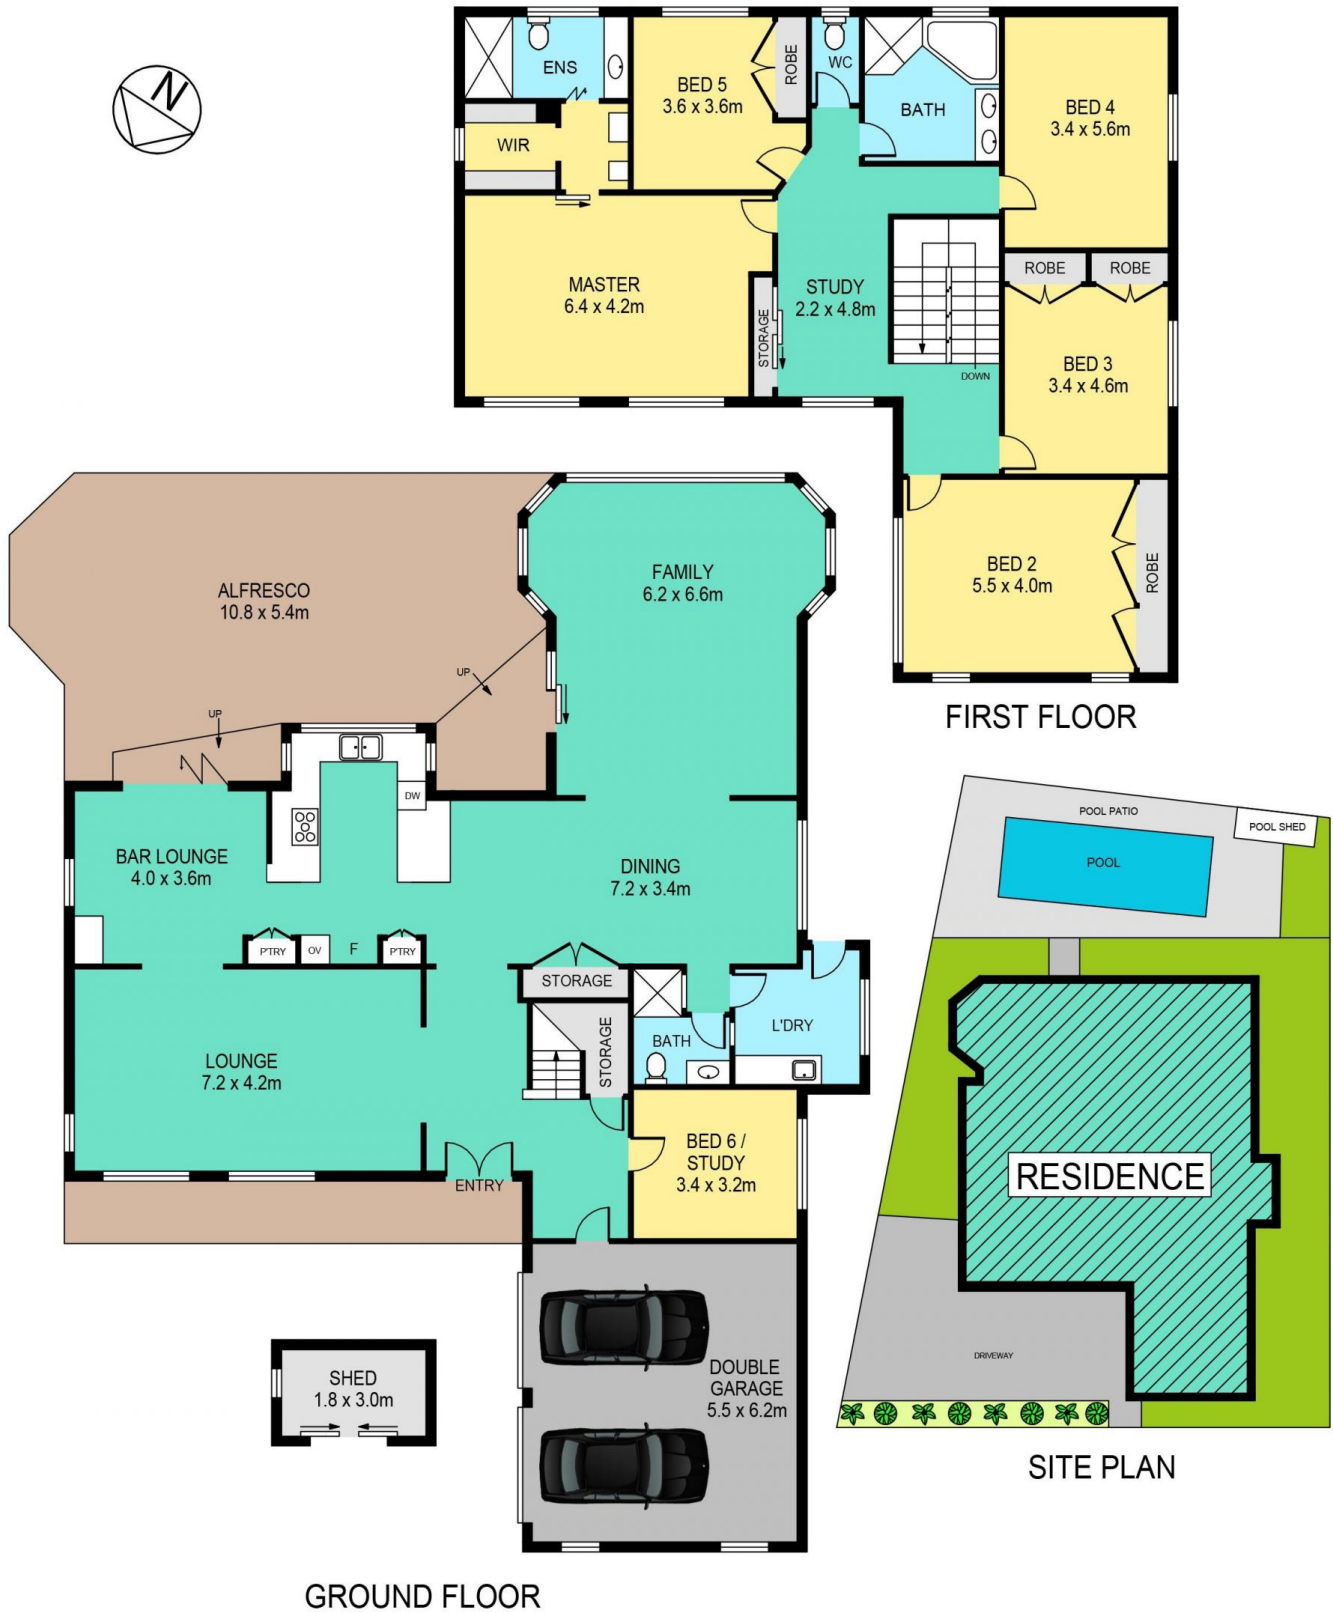 N
ENS
WIR
BED 5
3.6 x 3.6m
ROBE
WC
BATH
BED 4
3.4 x 5.6m
MASTER
6.4 x 4.2m
STORAGE
STUDY
2.2 x 4.8m
DOWN
ROBE
ROBE
BED 3
3.4 x 4.6m
BED 2
5.5 x 4.0m
ROBE
FIRST FLOOR
ALFRESCO
10.8 x 5.4m
UP
UP
FAMILY
6.2 x 6.6m
DW
BAR LOUNGE
4.0 x 3.6m
DINING
7.2 x 3.4m
P'TRY
OV
F
P'TRY
STORAGE
LOUNGE
7.2 x 4.2m
STORAGE
BATH
L'DRY
BED 6 /
STUDY
3.4 x 3.2m
ENTRY
DOUBLE
GARAGE
5.5 x 6.2m
SHED
1.8 x 3.0m
GROUND FLOOR
POOL PATIO
POOL SHED
POOL
RESIDENCE
DRIVEWAY
SITE PLAN